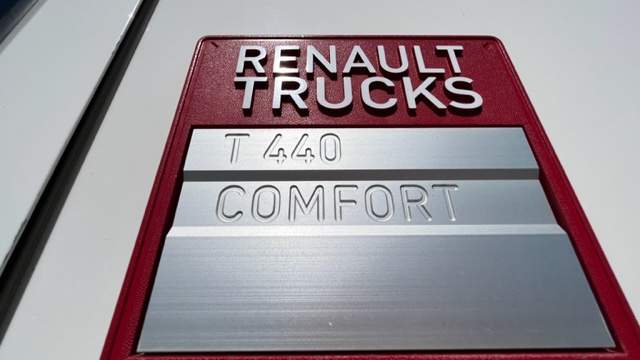 RENAULT
TRUCKS
T 440
COMFORT